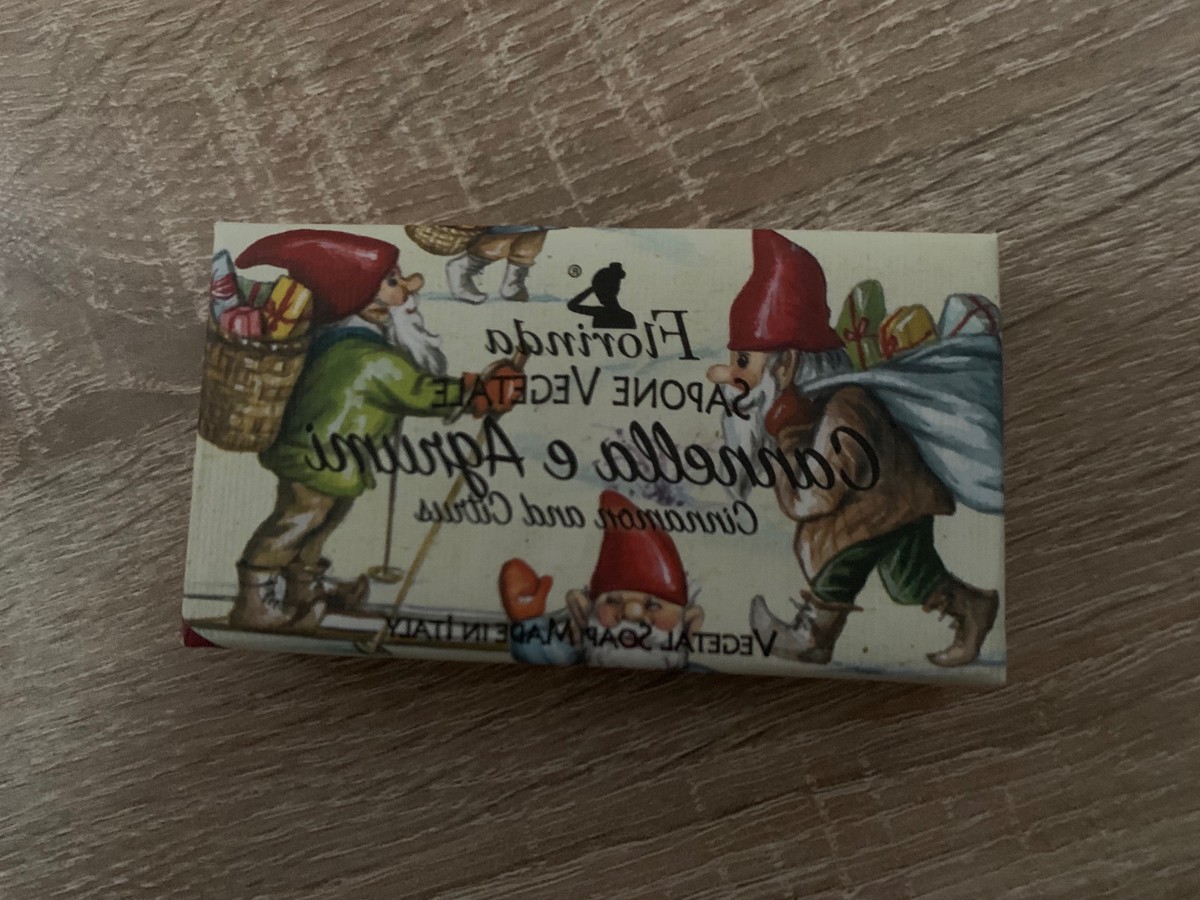 ®
Florinda
SAPONE VEGETALE
Cannella e Agrumi
Cinnamon and Citrus
VEGETAL SOAP MADE IN ITALY